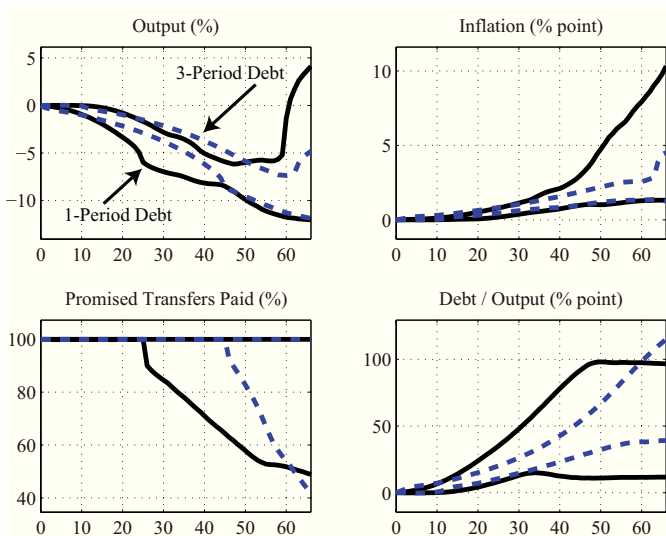 Output (%)
5
0
−5
−10
0 10 20 30 40 50 60
3-Period Debt
1-Period Debt
Inflation (% point)
10
5
0
0 10 20 30 40 50 60
Promised Transfers Paid (%)
100
80
60
40
0 10 20 30 40 50 60
Debt / Output (% point)
100
50
0
0 10 20 30 40 50 60